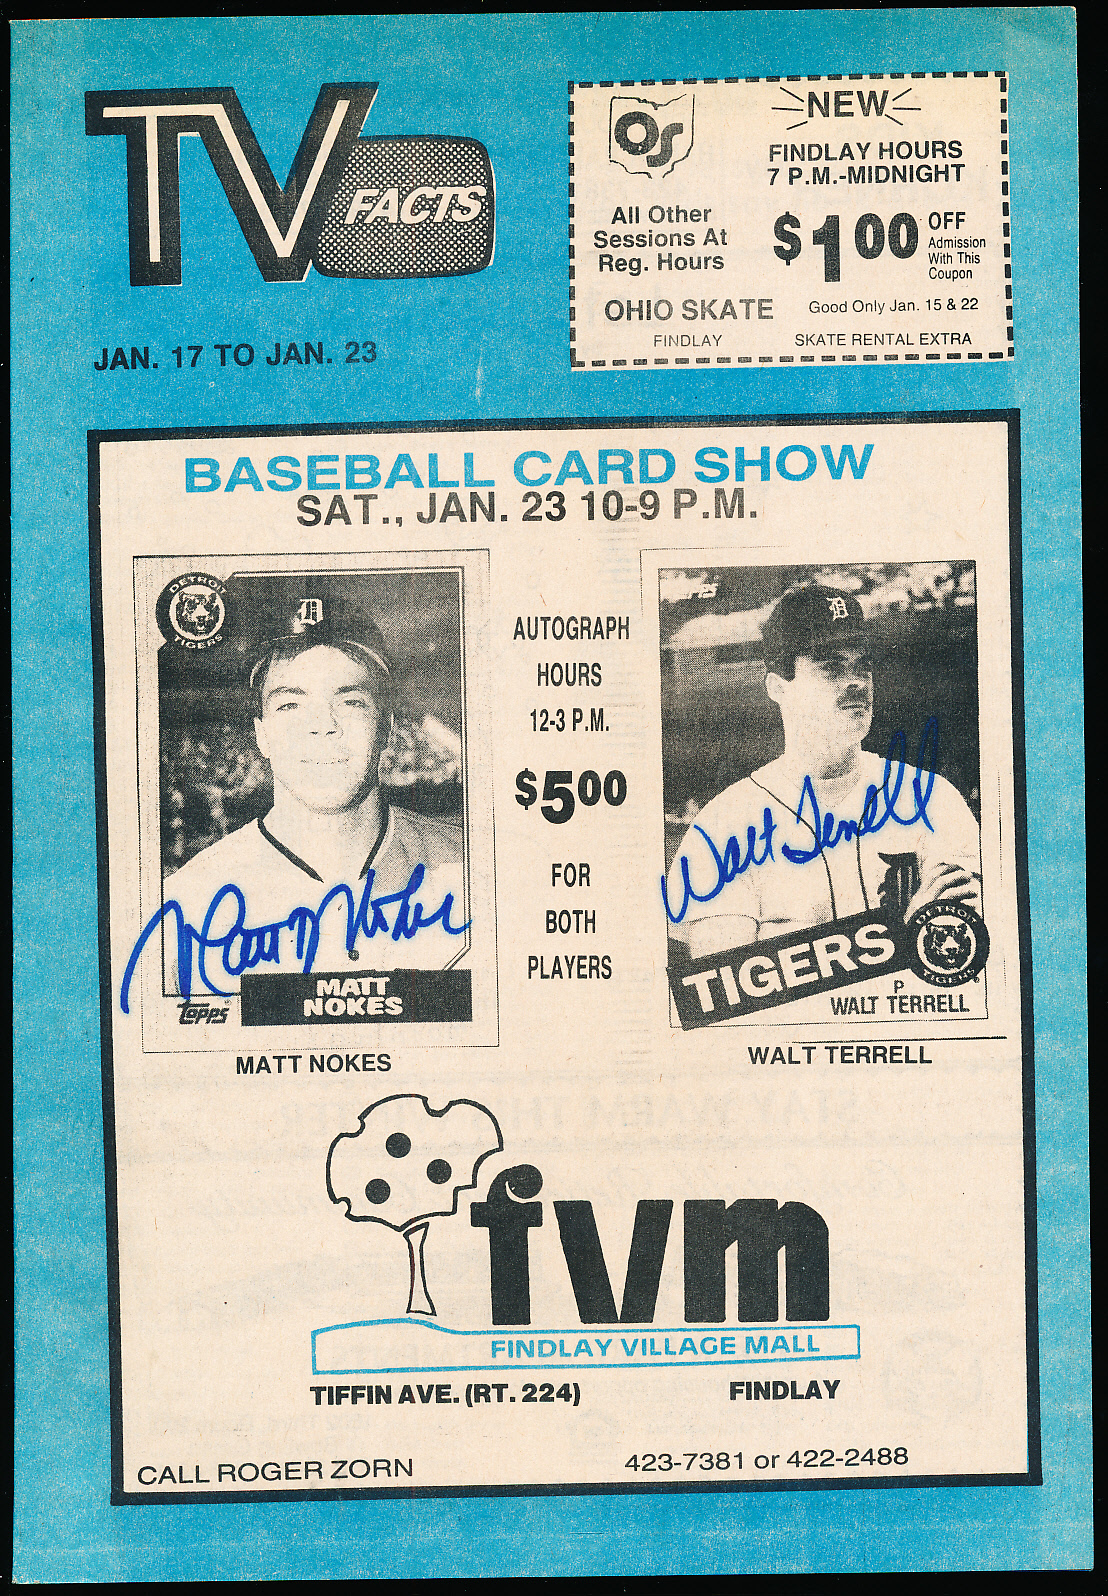 TV
FACTS
JAN. 17 TO JAN. 23
OS
NEW
FINDLAY HOURS
7 P.M.-MIDNIGHT
All Other
Sessions At
Reg. Hours
$1 00 OFF
Admission
With This
Coupon
OHIO SKATE
Good Only Jan. 15 & 22
FINDLAY
SKATE RENTAL EXTRA
BASEBALL CARD SHOW
SAT., JAN. 23 10-9 P.M.
DETROIT
TIGERS
D
Matt Nokes
MATT
NOKES
Topps
MATT NOKES
AUTOGRAPH
HOURS
12-3 P.M.
$5 00
FOR
BOTH
PLAYERS
D
Walt Terrell
TIGERS
DETROIT
TIGERS
P
WALT TERRELL
WALT TERRELL
fvm
FINDLAY VILLAGE MALL
TIFFIN AVE. (RT. 224)
FINDLAY
CALL ROGER ZORN
423-7381 or 422-2488